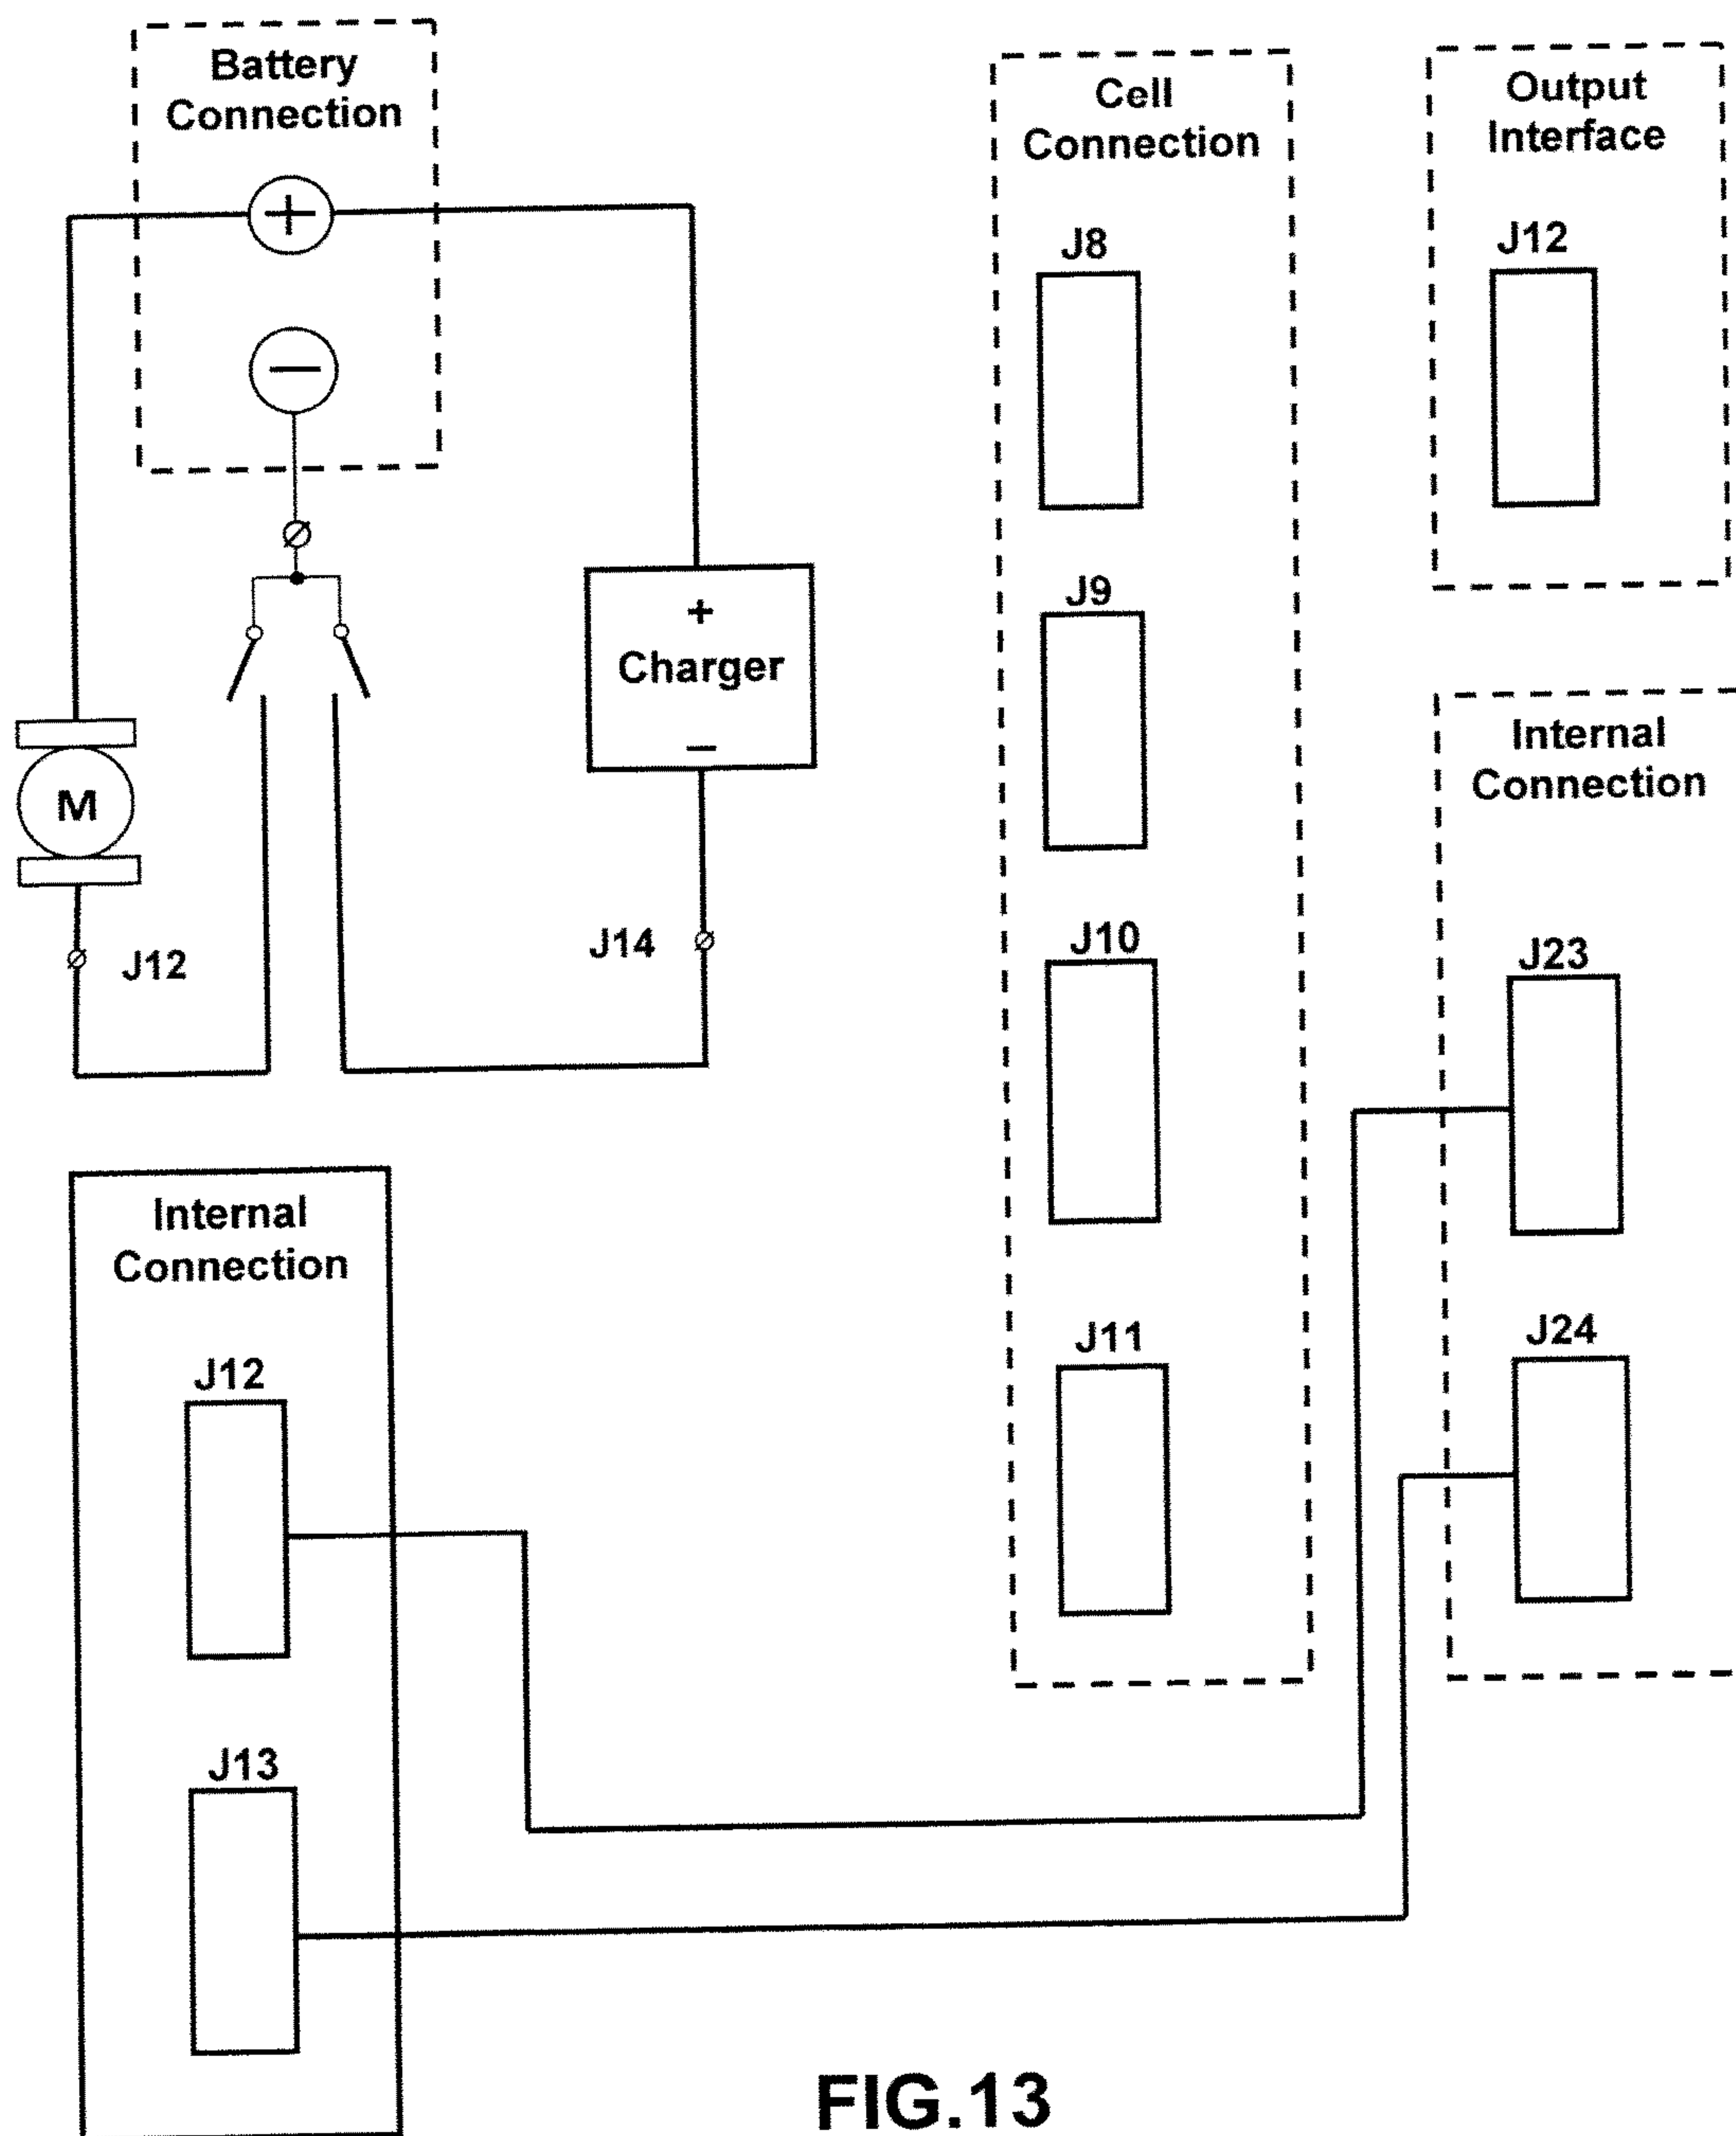 Battery
Connection
+
−
M
J12
+
Charger
−
J14
Cell
Connection
J8
J9
J10
J11
Output
Interface
J12
Internal
Connection
J23
J24
Internal
Connection
J12
J13
FIG.13